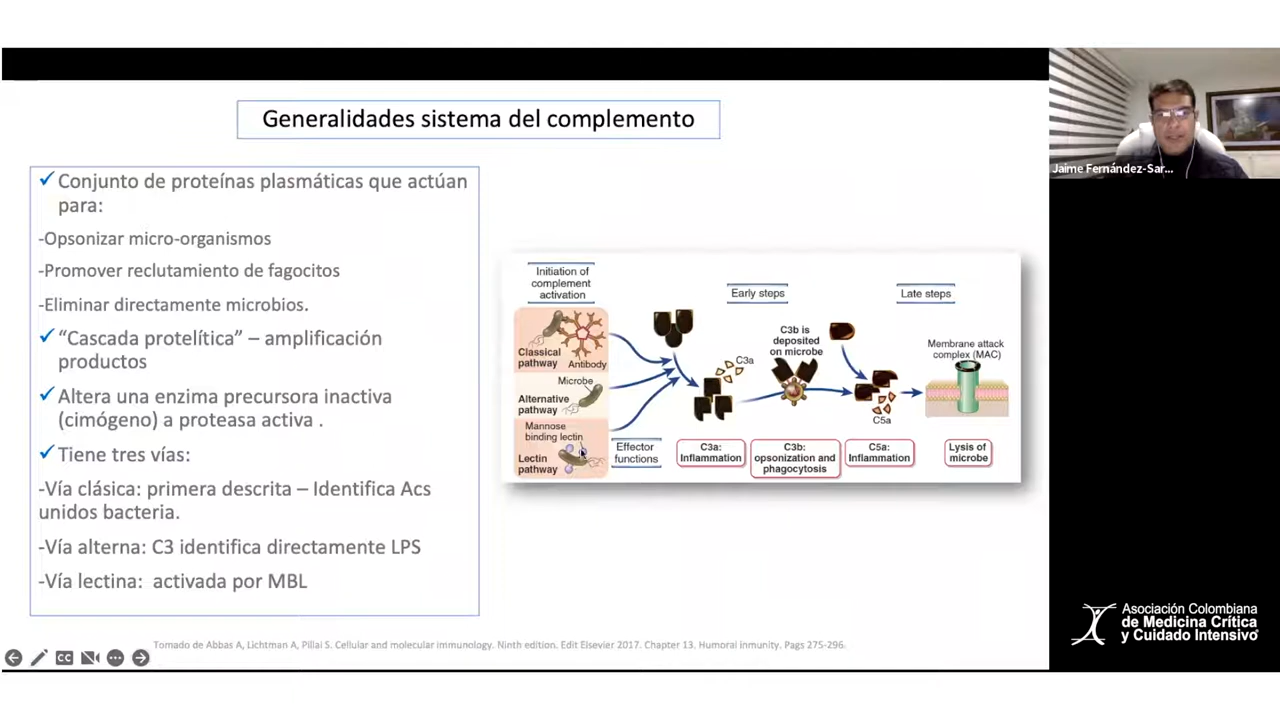 Generalidades sistema del complemento
✓Conjunto de proteínas plasmáticas que actúan
para:
-Opsonizar micro-organismos
-Promover reclutamiento de fagocitos
-Eliminar directamente microbios.
✓“Cascada protelítica” – amplificación
productos
✓Altera una enzima precursora inactiva
(cimógeno) a proteasa activa .
✓Tiene tres vías:
-Vía clásica: primera descrita – Identifica Acs
unidos bacteria.
-Vía alterna: C3 identifica directamente LPS
-Vía lectina: activada por MBL
Initiation of
complement
activation
Early steps
Late steps
Classical
pathway
Antibody
Microbe
Alternative
pathway
Mannose
binding lectin
Lectin
pathway
C3a
C3b is
deposited
on microbe
C5a
Membrane attack
complex (MAC)
Effector
functions
C3a:
Inflammation
C3b:
opsonization and
phagocytosis
C5a:
Inflammation
Lysis of
microbe
Tomado de Abbas A, Lichtman A, Pillai S. Cellular and molecular immunology. Ninth edition. Edit Elsevier 2017. Chapter 13. Humoral inmunity. Pags 275-296.
CC
Jaime Fernández-Sar...
Asociación Colombiana
de Medicina Crítica
y Cuidado Intensivo